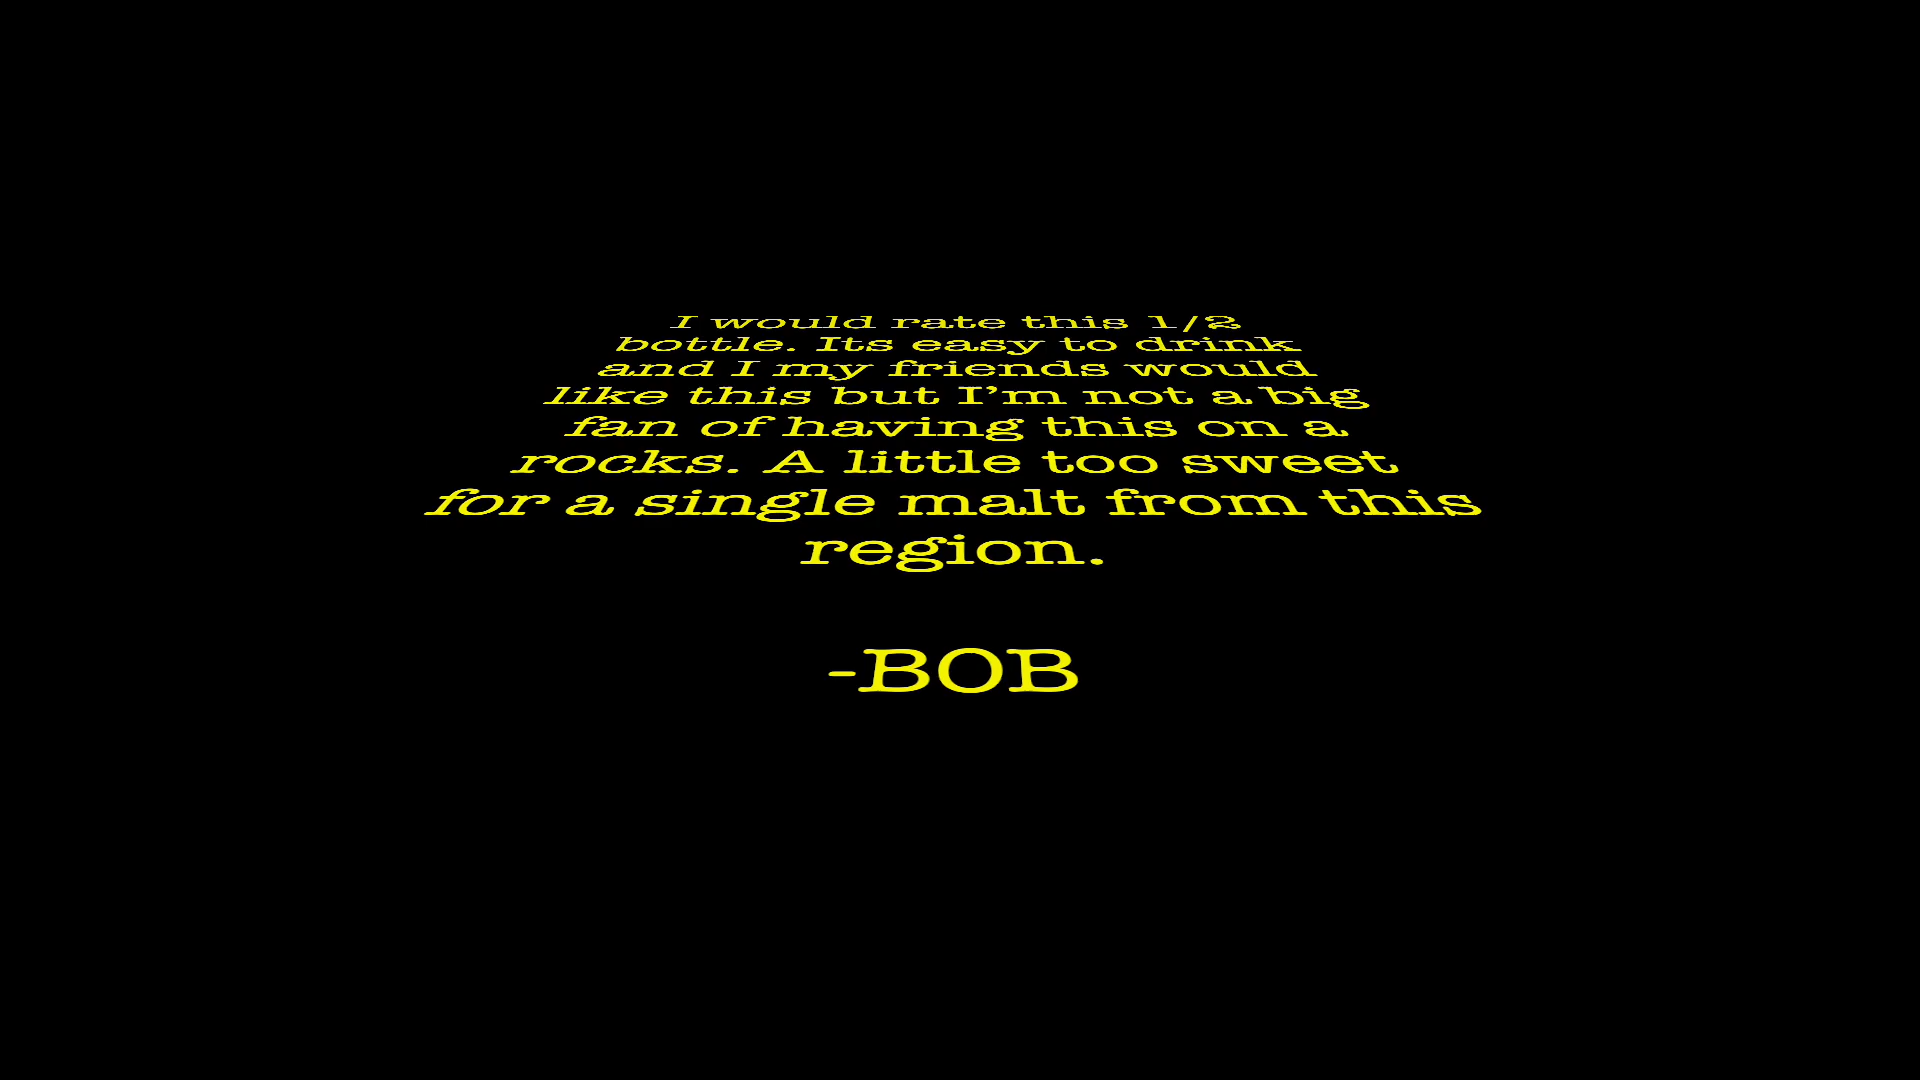 I would rate this 1/2
bottle. Its easy to drink
and I my friends would
like this but I’m not a big
fan of having this on a
rocks. A little too sweet
for a single malt from this
region.
-BOB